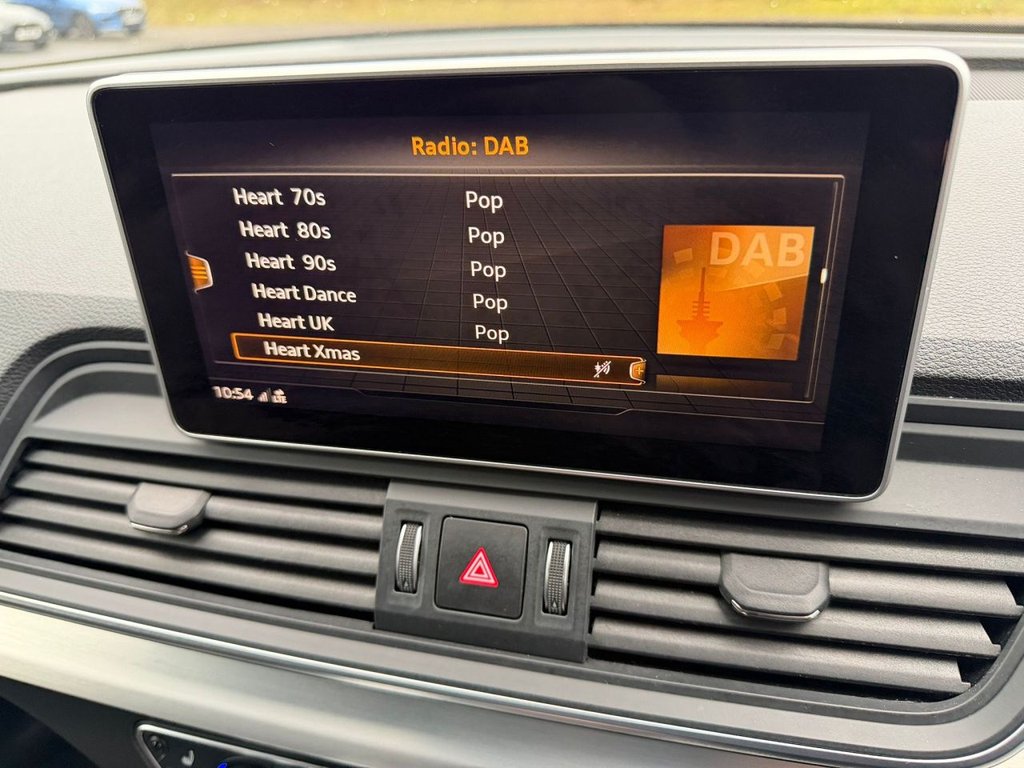 Radio: DAB
Heart 70s Pop
Heart 80s Pop
Heart 90s Pop
Heart Dance Pop
Heart UK Pop
Heart Xmas
DAB
10:54 LTE